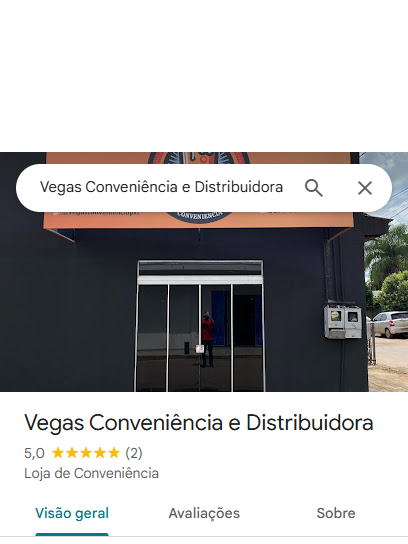 Vegas Conveniência e Distribuidora
CONVENIÊNCIA
Vegas Conveniência e Distribuidora
5,0 ★★★★★ (2)
Loja de Conveniência
Visão geral Avaliações Sobre